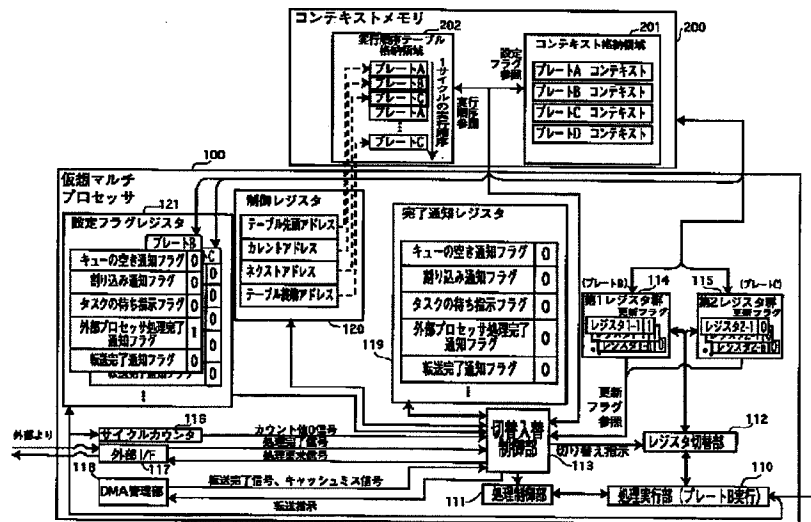 コンテキストメモリ
202
実行順序テーブル
格納領域
プレートA
プレートB
プレートC
プレートA
プレートC
1サイクルの実行順序
実行順序参照
設定
フラグ
参照
201
コンテキスト格納領域
プレートA コンテキスト
プレートB コンテキスト
プレートC コンテキスト
プレートD コンテキスト
200
100
仮想マルチ
プロセッサ
121
設定フラグレジスタ
プレートB
C
キューの空き通知フラグ 0
割り込み通知フラグ 0
タスクの待ち指示フラグ 0
外部プロセッサ処理完了
通知フラグ 1
転送完了通知フラグ 0
転送完了通知フラグ
制御レジスタ
テーブル先頭アドレス
カレントアドレス
ネクストアドレス
120
119
完了通知レジスタ
キューの空き通知フラグ 0
割り込み通知フラグ 0
タスクの待ち指示フラグ 0
外部プロセッサ処理完了
通知フラグ 0
転送完了通知フラグ 0
(プレートB)
114
第1レジスタ群
更新フラグ
レジスタ1-1 1
115
(プレートC)
第2レジスタ群
更新フラグ
レジスタ2-1 0
更新
フラグ
参照
外部より
116
サイクルカウンタ
カウント値0信号
外部I/F
117
処理完了信号
処理要求信号
118
DMA管理部
転送完了信号、キャッシュミス信号
転送指示
切替入替
制御部
113
切り替え指示
112
レジスタ切替部
111
処理制御部
110
処理実行部 (プレートB実行)